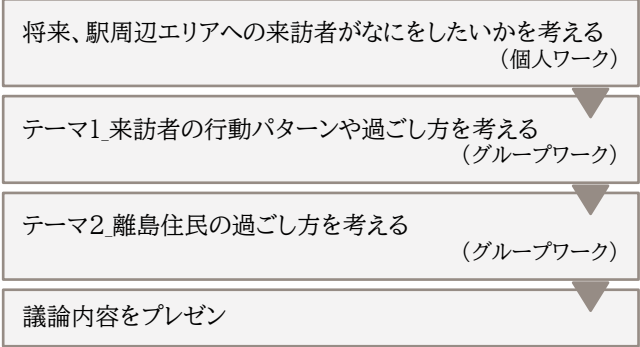 将来、駅周辺エリアへの来訪者がなにをしたいかを考える
（個人ワーク）
テーマ1_来訪者の行動パターンや過ごし方を考える
（グループワーク）
テーマ2_離島住民の過ごし方を考える
（グループワーク）
議論内容をプレゼン